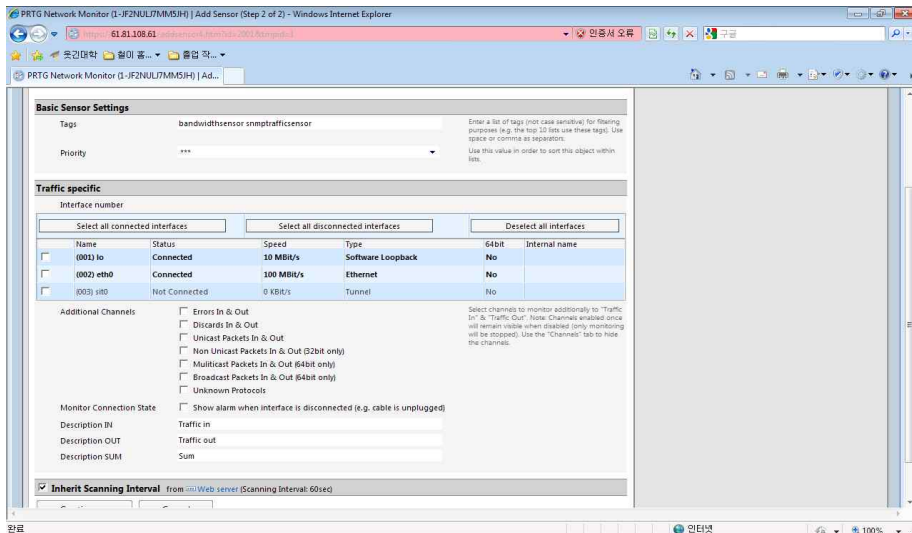 PRTG Network Monitor (1-JF2NULJ7MM5JH) | Add Sensor (Step 2 of 2) - Windows Internet Explorer
61.81.108.61
인증서 오류
구글
웃긴대학
PRTG Network Monitor (1-JF2NULJ7MM5JH) | Ad...
Basic Sensor Settings
Tags
bandwidthsensor snmptrafficsensor
Enter a list of tags (not case sensitive) for filtering
purposes (e.g. the top 10 lists use these tags). Use
space or comma as separators.
Priority
***
Use this value in order to sort this object within
lists.
Traffic specific
Interface number
Select all connected interfaces
Select all disconnected interfaces
Deselect all interfaces
Name Status Speed Type 64bit Internal name
(001) lo Connected 10 MBit/s Software Loopback No
(002) eth0 Connected 100 MBit/s Ethernet No
(003) sit0 Not Connected 0 KBit/s Tunnel No
Additional Channels
Errors In & Out
Discards In & Out
Unicast Packets In & Out
Non Unicast Packets In & Out (32bit only)
Muliticast Packets In & Out (64bit only)
Broadcast Packets In & Out (64bit only)
Unknown Protocols
Select channels to monitor additionally to "Traffic
In" & "Traffic Out". Note: Channels enabled once
will remain visible when disabled (only monitoring
will be stopped). Use the "Channels" tab to hide
the channels.
Monitor Connection State
Show alarm when interface is disconnected (e.g. cable is unplugged)
Description IN
Traffic in
Description OUT
Traffic out
Description SUM
Sum
Inherit Scanning Interval from Web server (Scanning Interval: 60sec)
완료
인터넷
100%